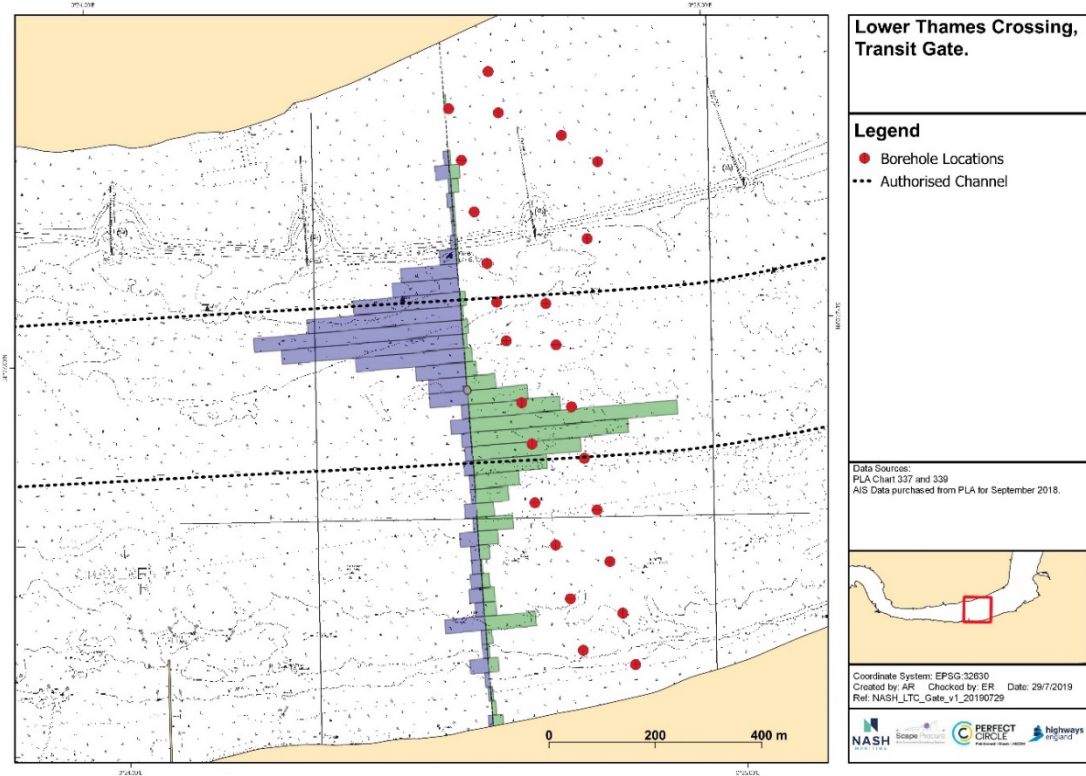 Lower Thames Crossing,
Transit Gate.
Legend
Borehole Locations
Authorised Channel
Data Sources:
PLA Chart 337 and 339
AIS Data purchased from PLA for September 2018.
Coordinate System: EPSG:32630
Created by: AR Checked by: ER Date: 29/7/2019
Ref: NASH_LTC_Gate_v1_20190729
NASH
MARITIME
Scape Procure
PERFECT
CIRCLE
highways
england
0 200 400 m